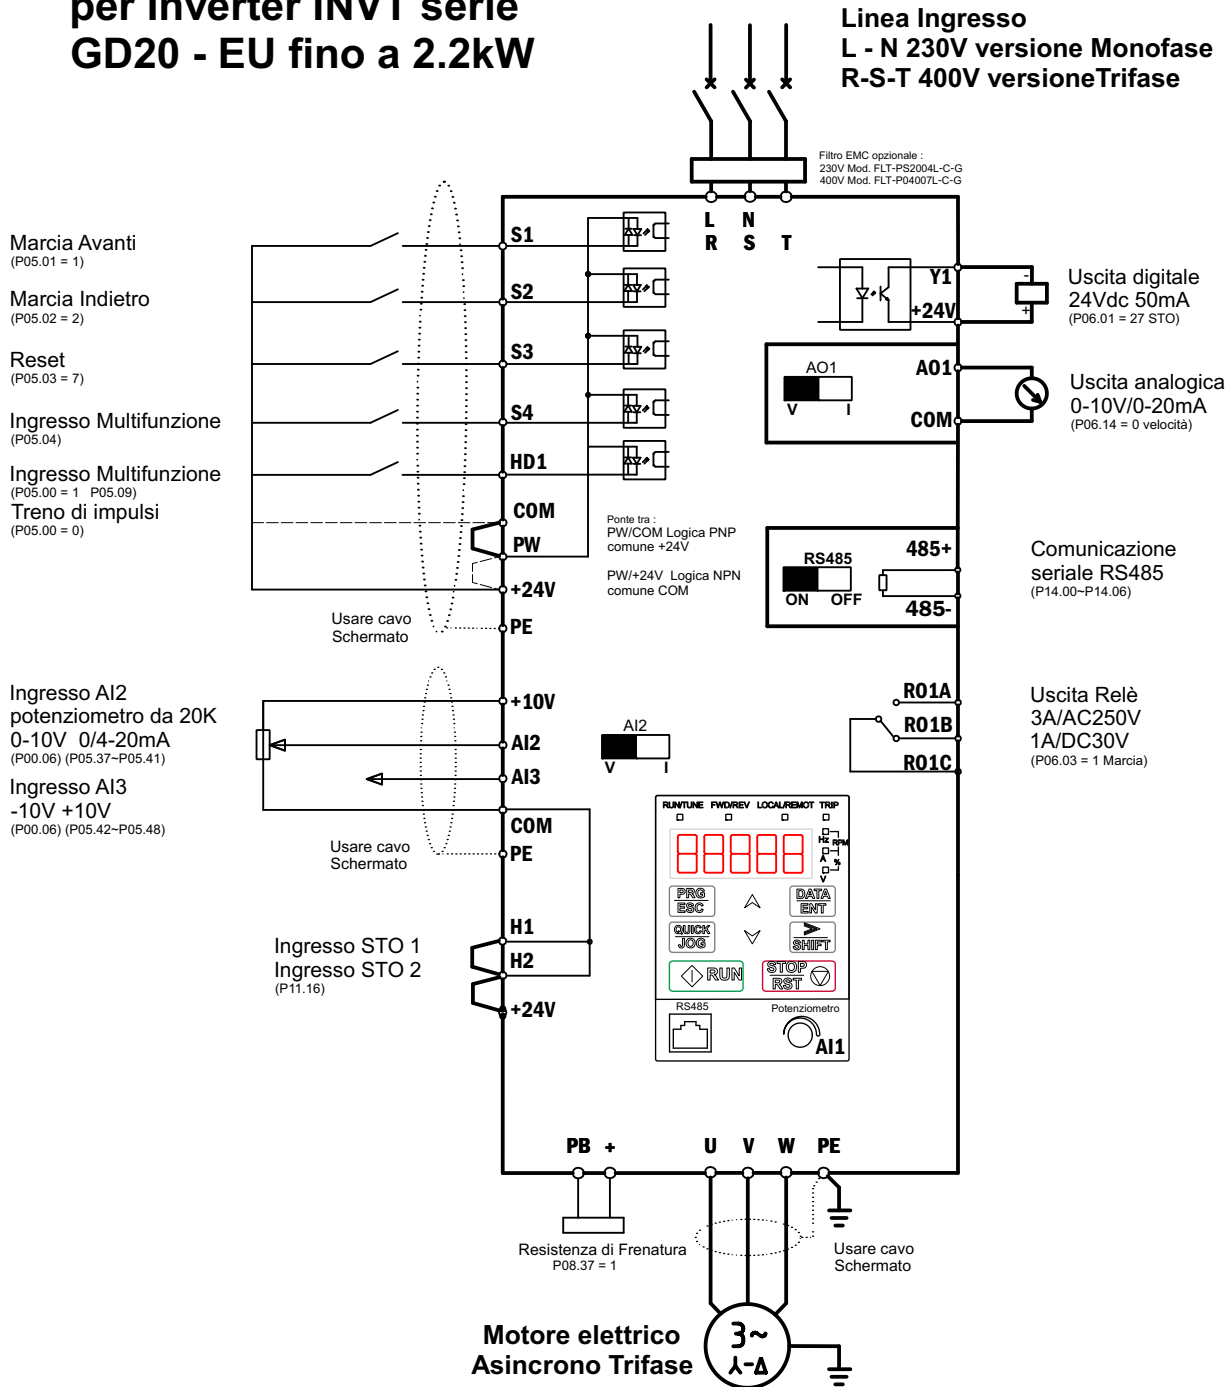 per Inverter INVT serie
GD20 - EU fino a 2.2kW
Linea Ingresso
L - N 230V versione Monofase
R-S-T 400V versioneTrifase
Filtro EMC opzionale :
230V Mod. FLT-PS2004L-C-G
400V Mod. FLT-P04007L-C-G
L N
R S T
Marcia Avanti
(P05.01 = 1)
S1
Marcia Indietro
(P05.02 = 2)
S2
Reset
(P05.03 = 7)
S3
Ingresso Multifunzione
(P05.04)
S4
Ingresso Multifunzione
(P05.00 = 1 P05.09)
HD1
Treno di impulsi
(P05.00 = 0)
COM
PW
+24V
PE
Usare cavo
Schermato
Ponte tra :
PW/COM Logica PNP
comune +24V
PW/+24V Logica NPN
comune COM
Y1
+24V
-
+
Uscita digitale
24Vdc 50mA
(P06.01 = 27 STO)
AO1
V I
AO1
COM
Uscita analogica
0-10V/0-20mA
(P06.14 = 0 velocità)
RS485
ON OFF
485+
485-
Comunicazione
seriale RS485
(P14.00~P14.06)
Ingresso AI2
potenziometro da 20K
0-10V 0/4-20mA
(P00.06) (P05.37~P05.41)
Ingresso AI3
-10V +10V
(P00.06) (P05.42~P05.48)
+10V
AI2
AI3
COM
PE
Usare cavo
Schermato
AI2
V I
RO1A
RO1B
RO1C
Uscita Relè
3A/AC250V
1A/DC30V
(P06.03 = 1 Marcia)
RUN/TUNE FWD/REV LOCAL/REMOT TRIP
Hz
RPM
A
%
V
PRG
ESC
DATA
ENT
QUICK
JOG
SHIFT
RUN
STOP
RST
RS485
Potenziometro
AI1
Ingresso STO 1
Ingresso STO 2
(P11.16)
H1
H2
+24V
PB +
U V W PE
Resistenza di Frenatura
P08.37 = 1
Usare cavo
Schermato
Motore elettrico
Asincrono Trifase
3~